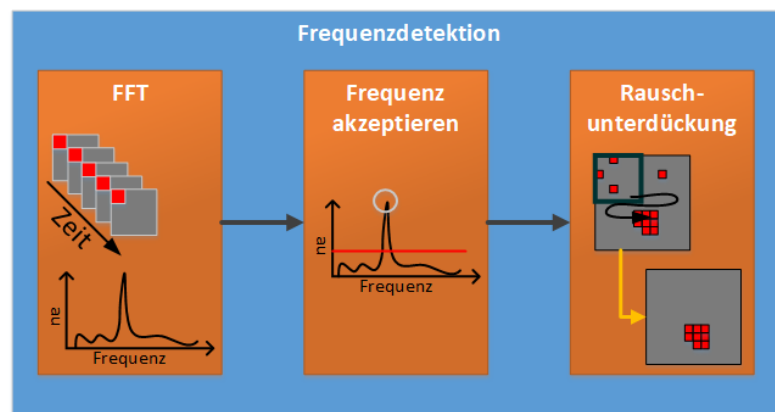 Frequenzdetektion
FFT
Zeit
au
Frequenz
Frequenz
akzeptieren
au
Frequenz
Rausch-
unterdückung